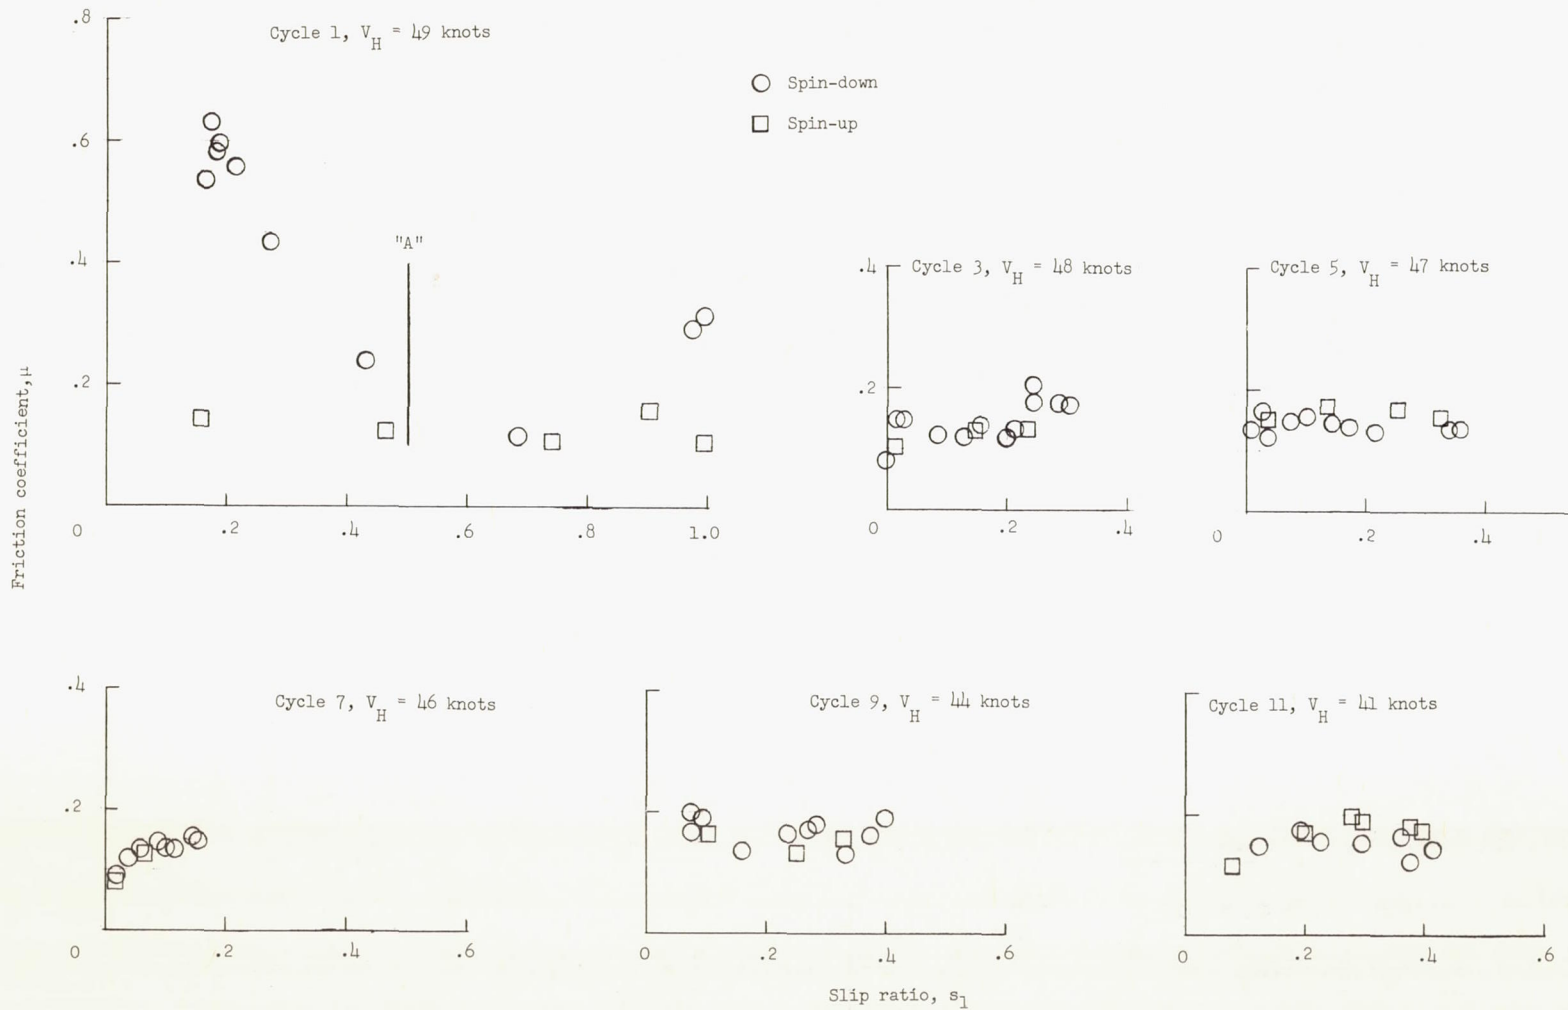 Cycle 1, V_H = 49 knots
Spin-down
Spin-up
"A"
Friction coefficient, μ
.8
.6
.4
.2
0 .2 .4 .6 .8 1.0
Cycle 3, V_H = 48 knots
.4
.2
0 .2 .4
Cycle 5, V_H = 47 knots
0 .2 .4
Cycle 7, V_H = 46 knots
.4
.2
0 .2 .4 .6
Cycle 9, V_H = 44 knots
0 .2 .4 .6
Cycle 11, V_H = 41 knots
0 .2 .4 .6
Slip ratio, s₁